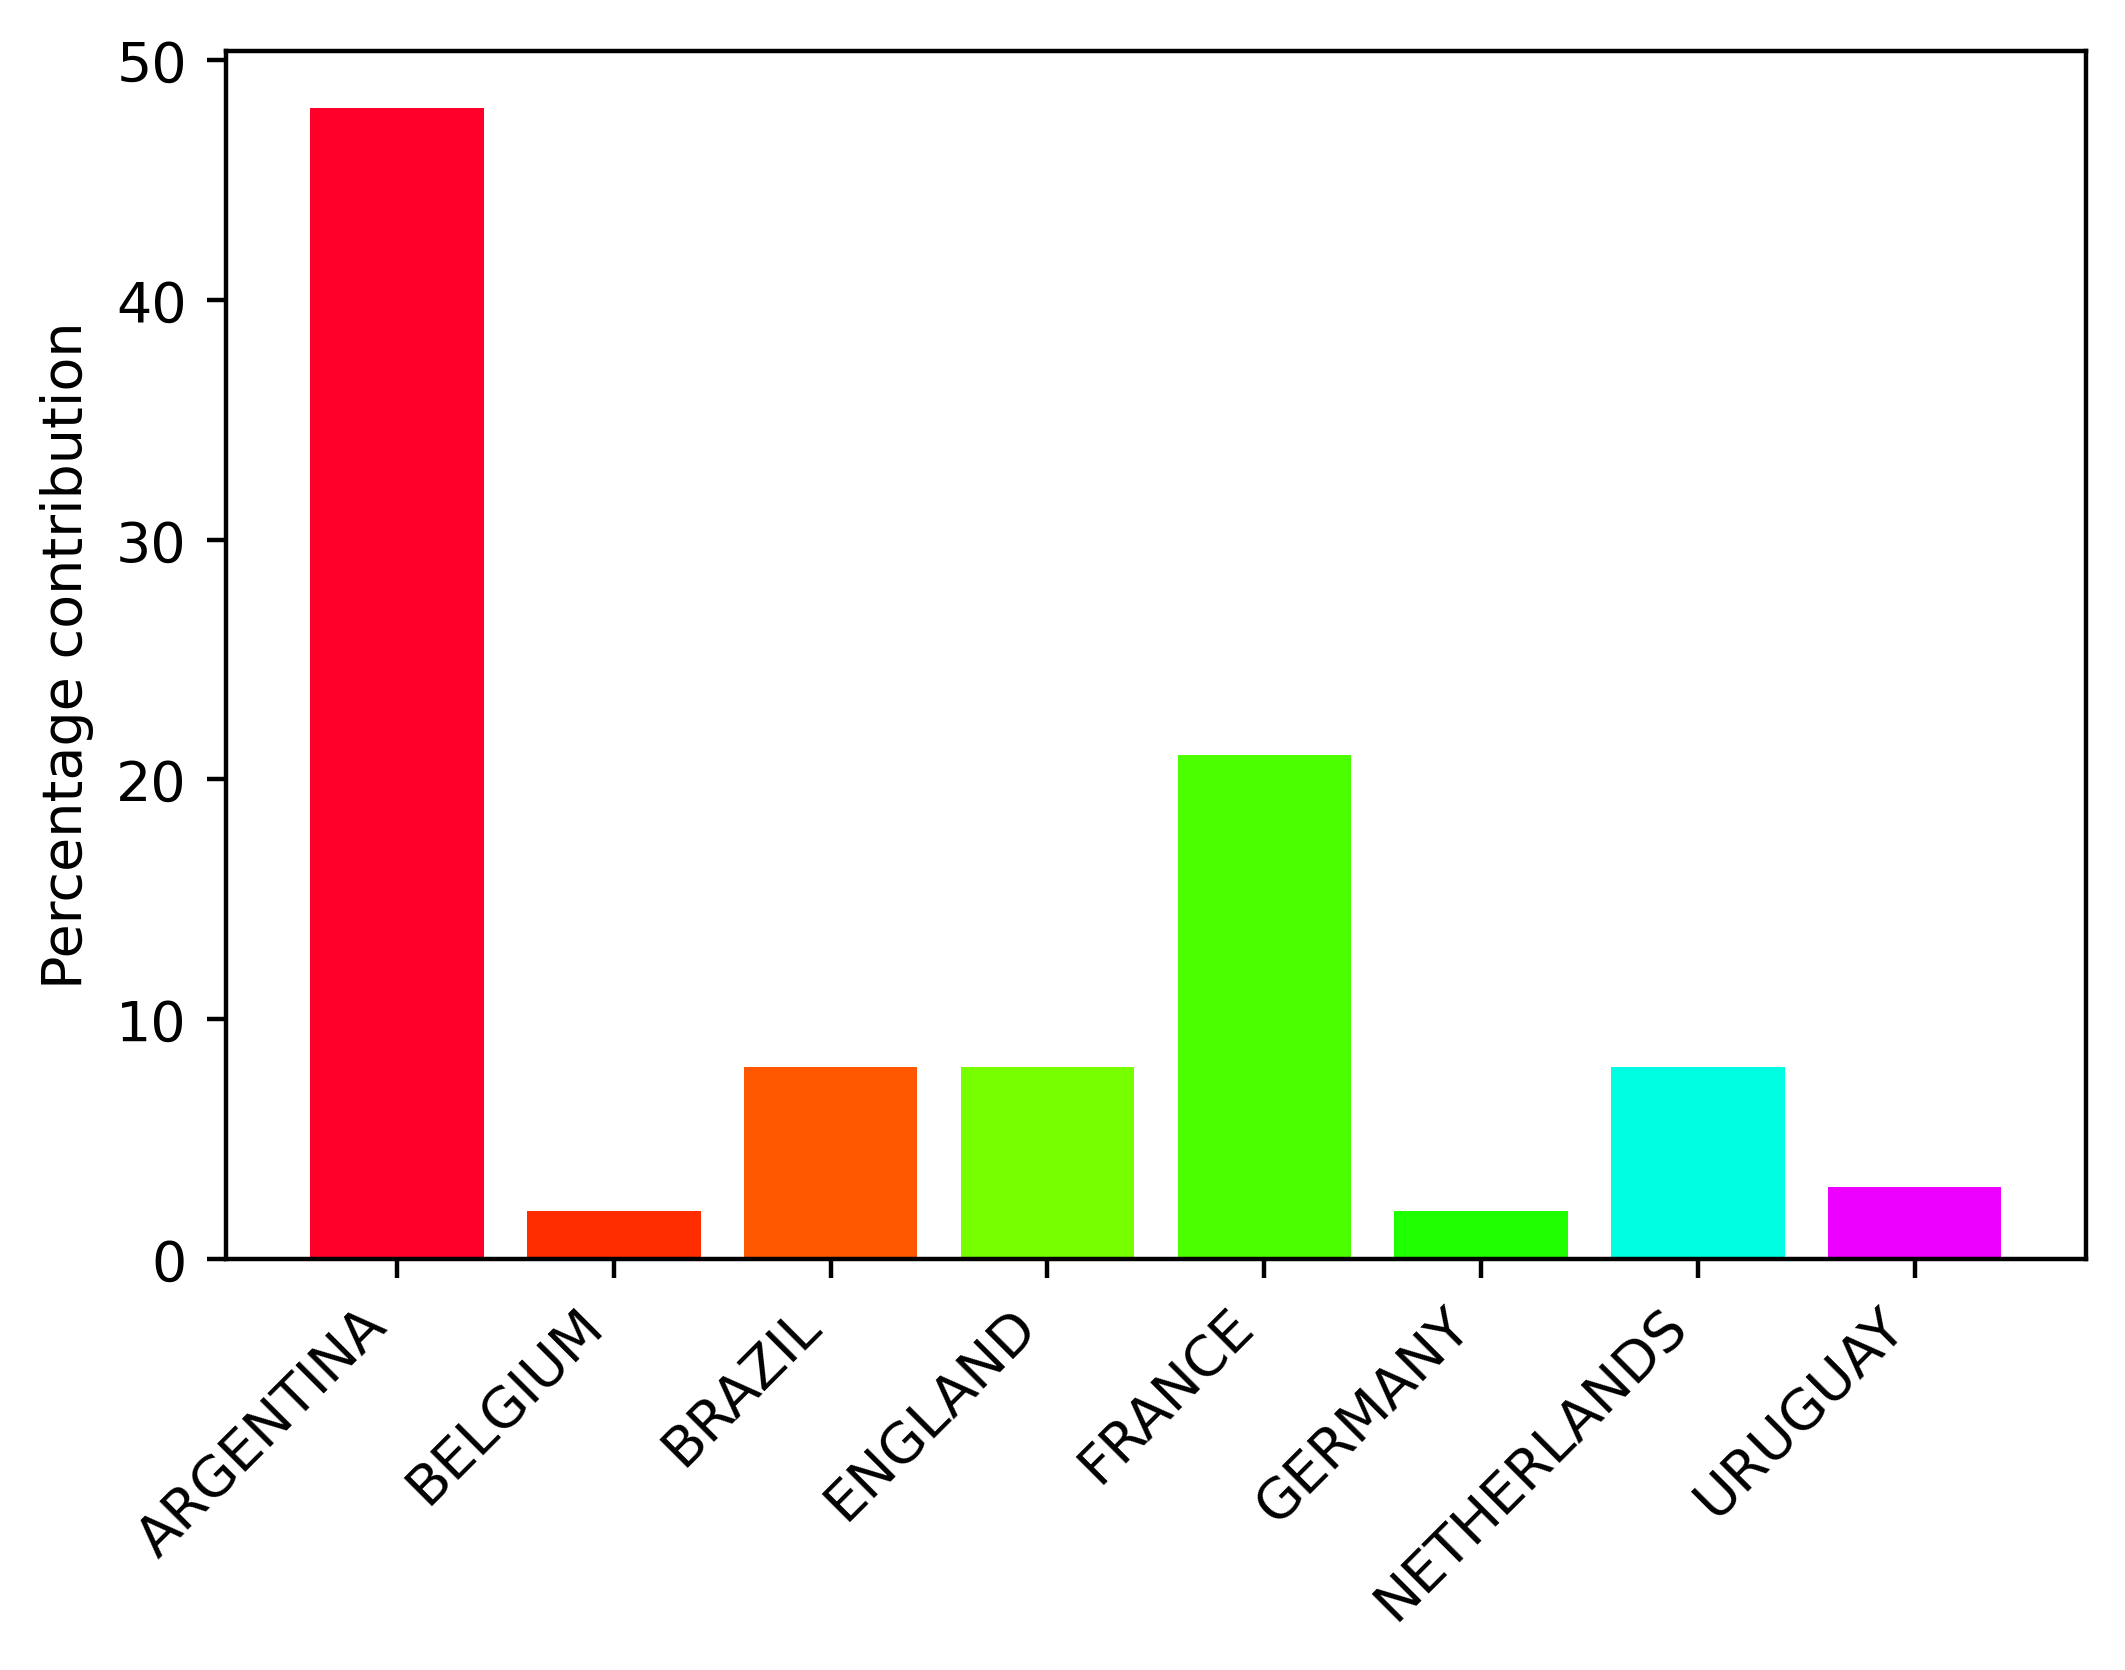 Percentage contribution
50
40
30
20
10
0
ARGENTINA
BELGIUM
BRAZIL
ENGLAND
FRANCE
GERMANY
NETHERLANDS
URUGUAY